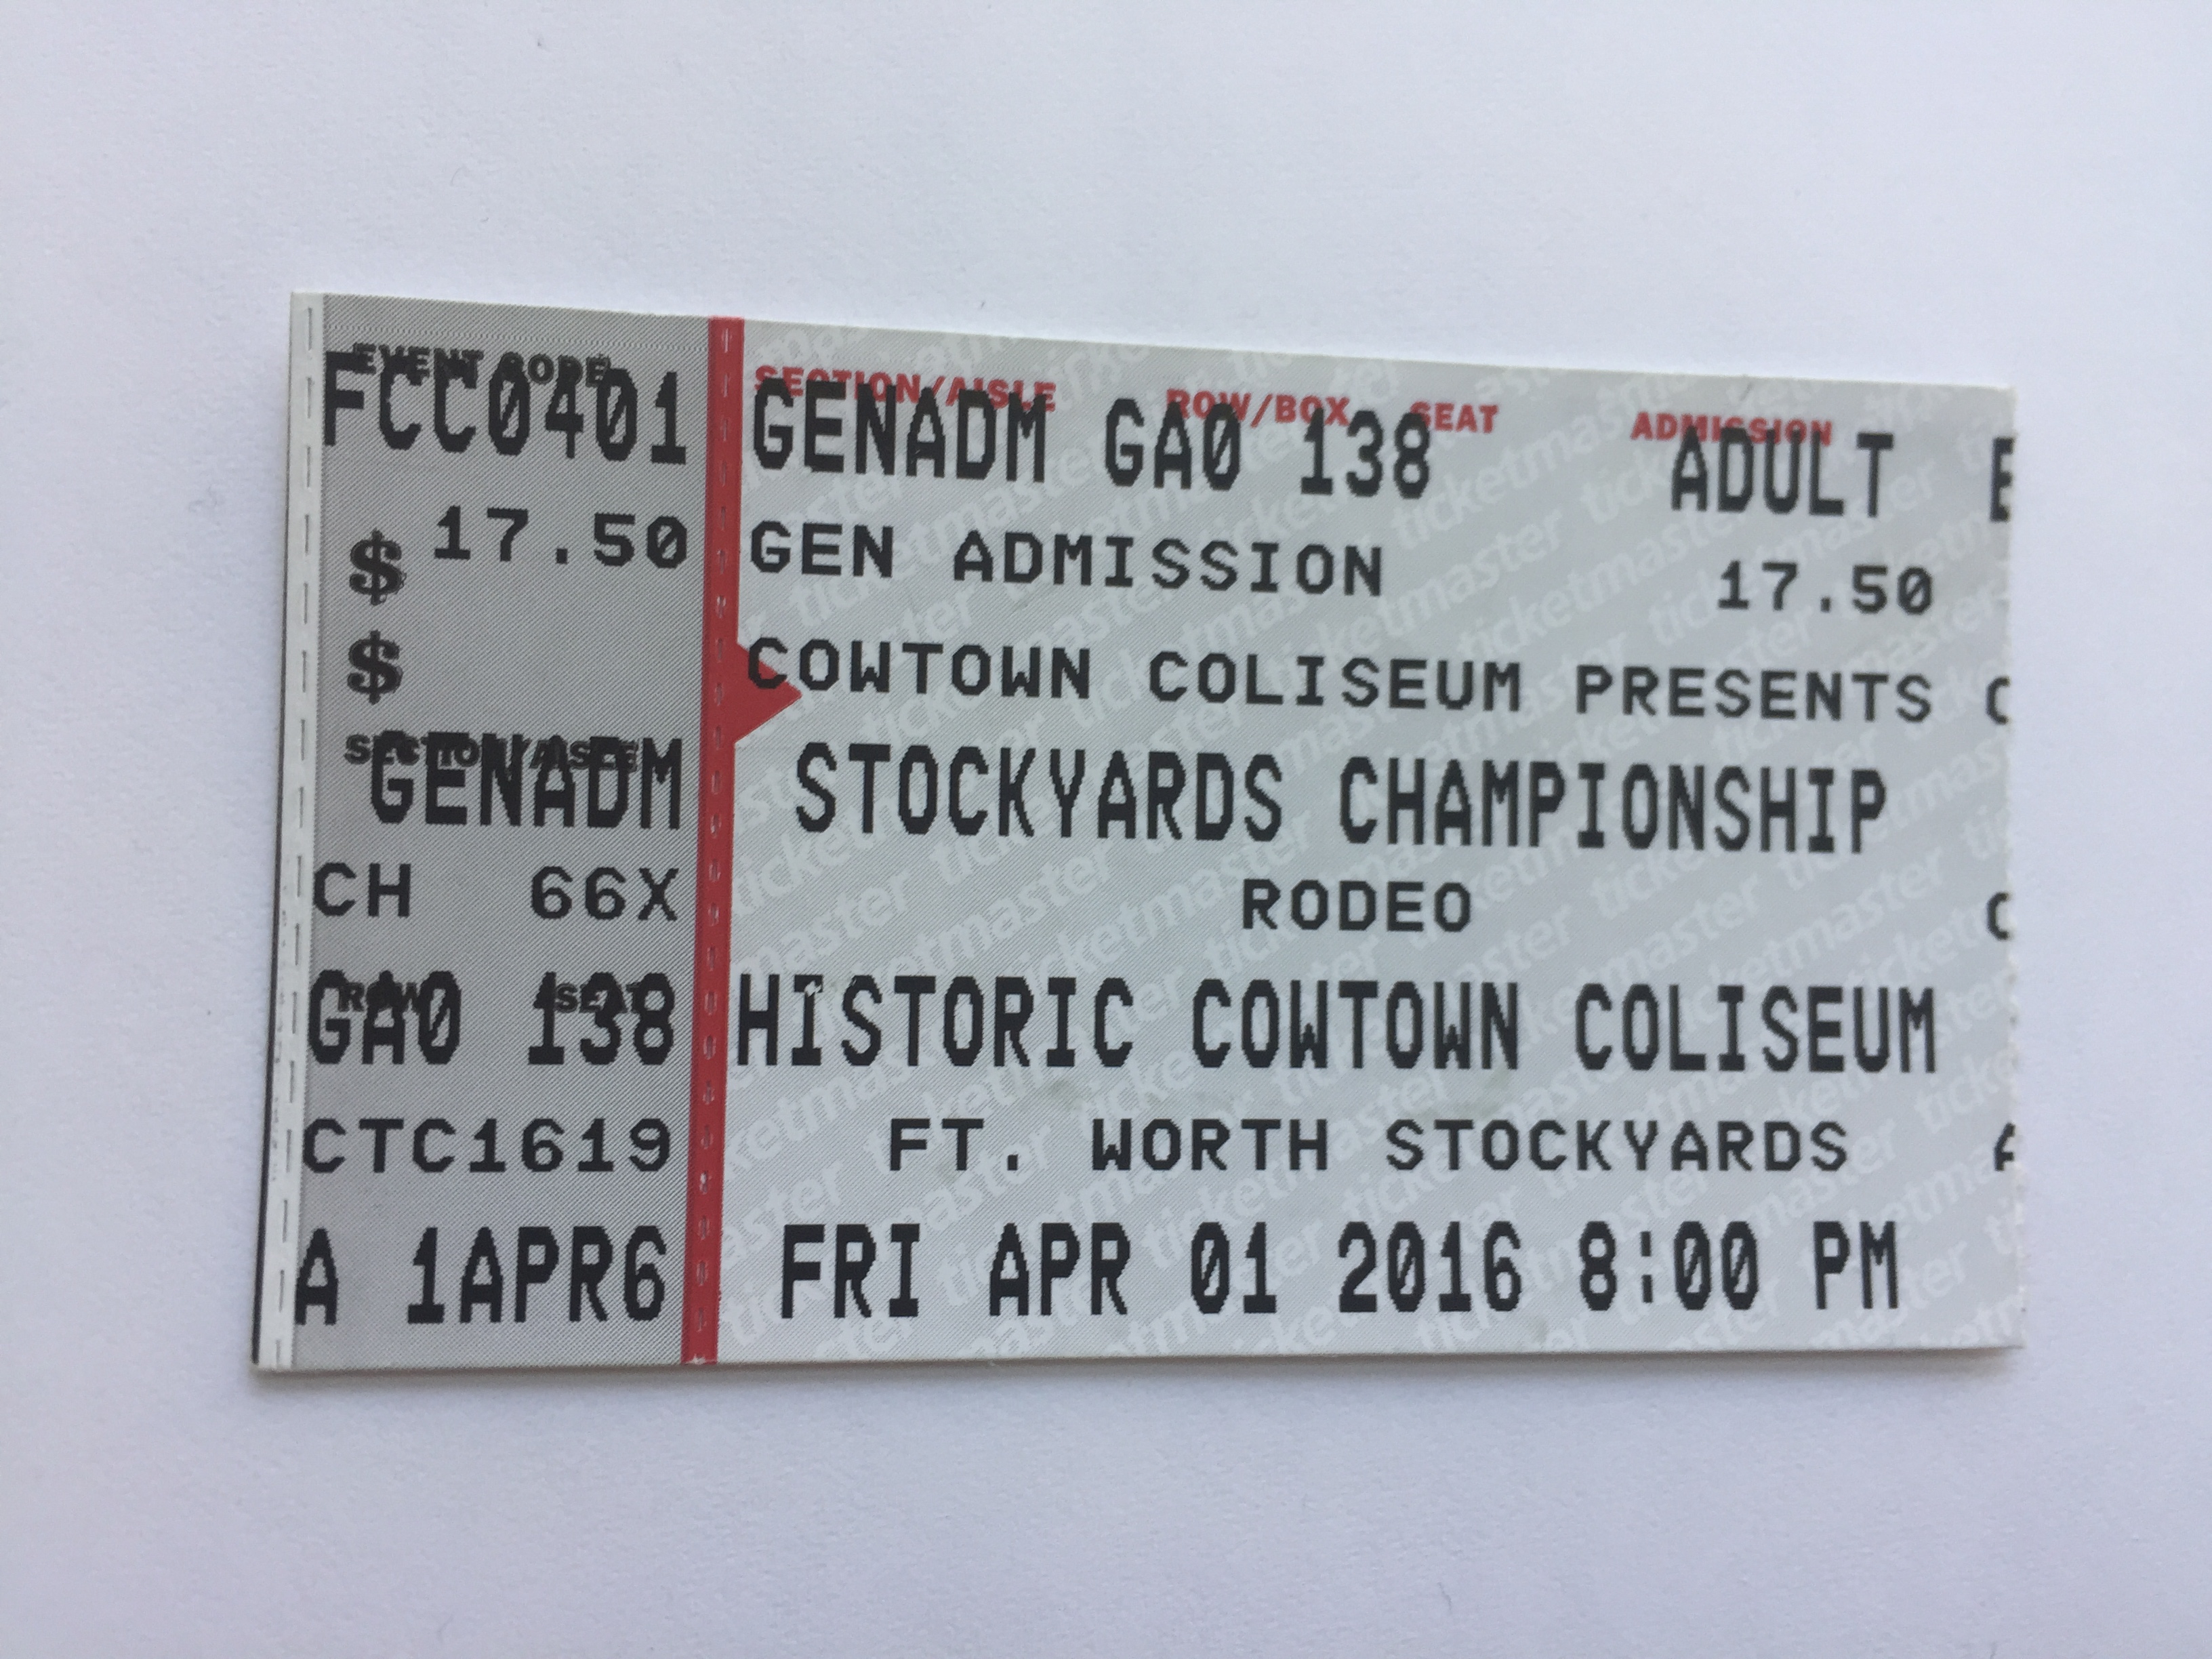 EVENT CODE
FCC0401
$ 17.50
$
SECTION/AISLE
GENADM
CH 66X
ROW SEAT
GA0 138
CTC1619
A 1APR6
SECTION/AISLE ROW/BOX SEAT ADMISSION
GENADM GA0 138 ADULT
GEN ADMISSION 17.50
COWTOWN COLISEUM PRESENTS
STOCKYARDS CHAMPIONSHIP
RODEO
HISTORIC COWTOWN COLISEUM
FT. WORTH STOCKYARDS
FRI APR 01 2016 8:00 PM
ticketmaster